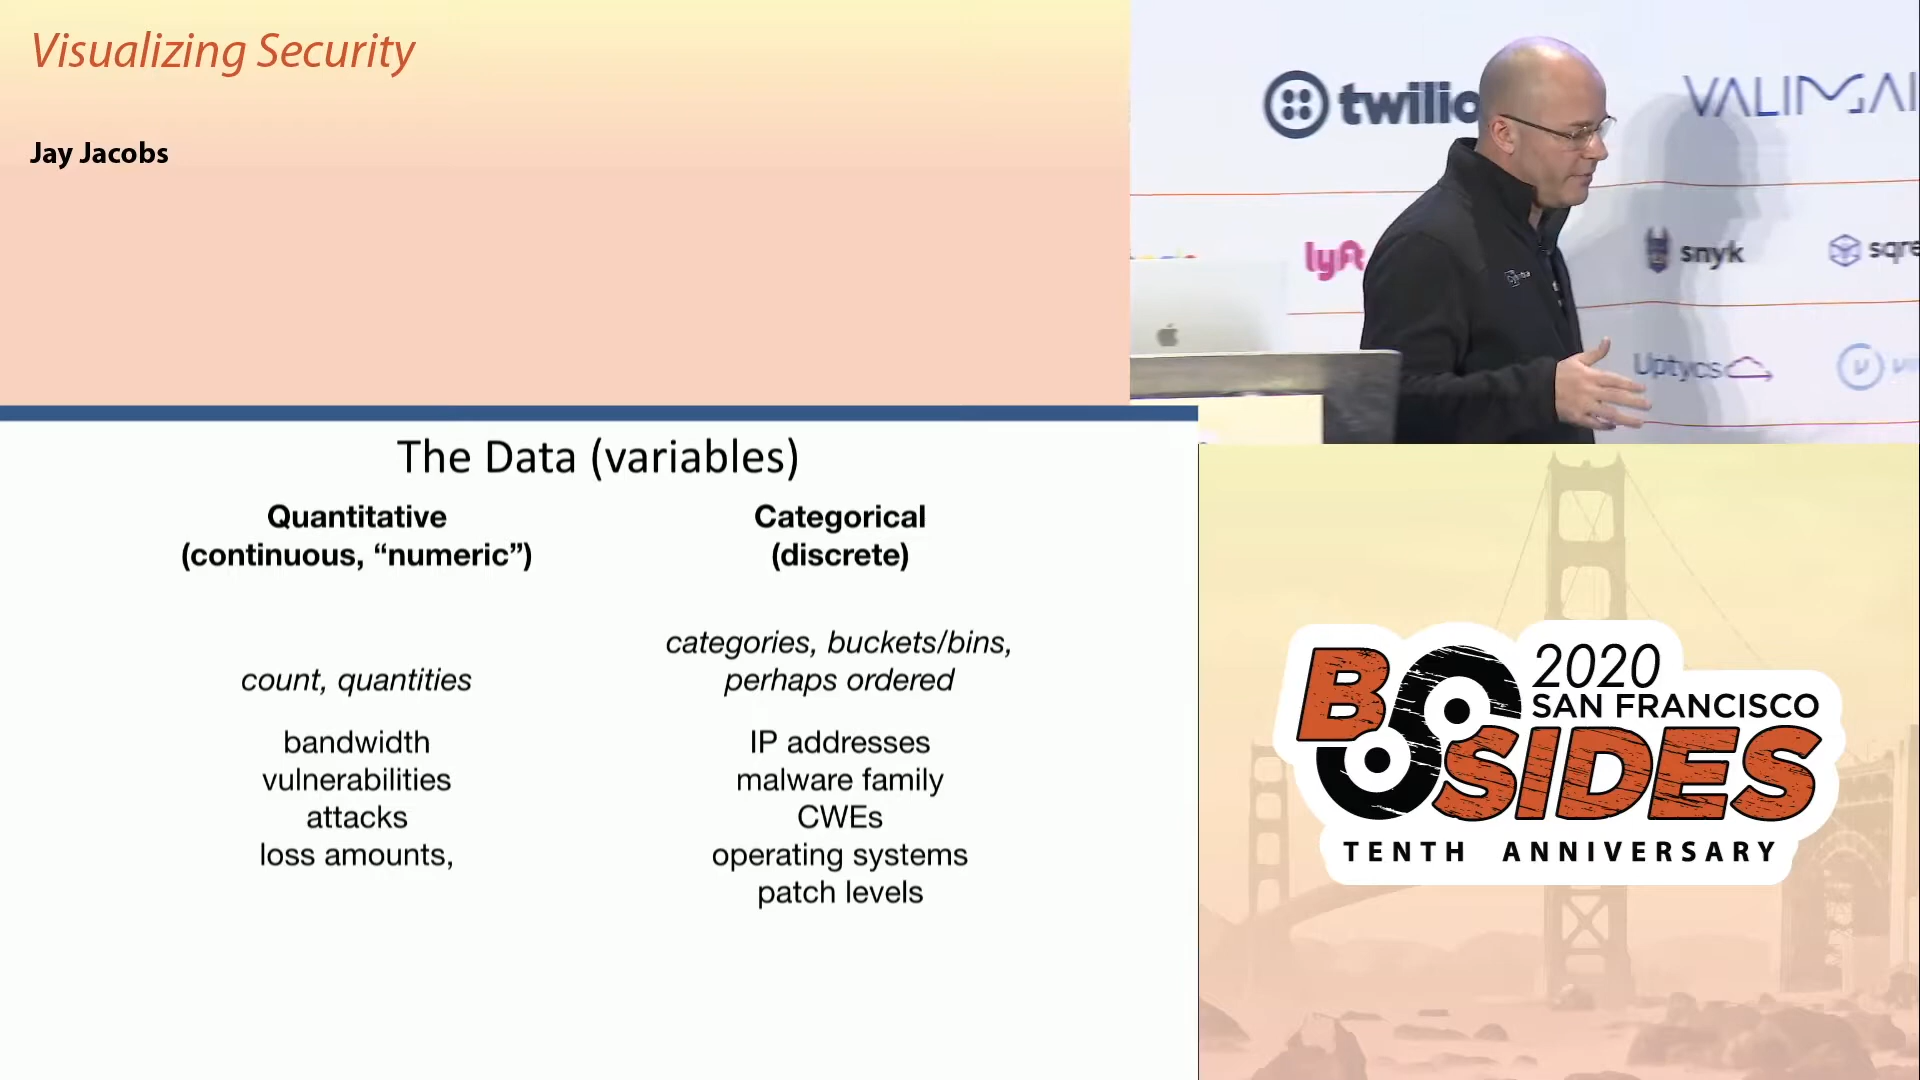 Visualizing Security
Jay Jacobs
twilio
VALIMAI
lyft
snyk
sqre
Uptycs
The Data (variables)
Quantitative
(continuous, “numeric”)
count, quantities
bandwidth
vulnerabilities
attacks
loss amounts,
Categorical
(discrete)
categories, buckets/bins,
perhaps ordered
IP addresses
malware family
CWEs
operating systems
patch levels
2020
SAN FRANCISCO
BSIDES
TENTH ANNIVERSARY